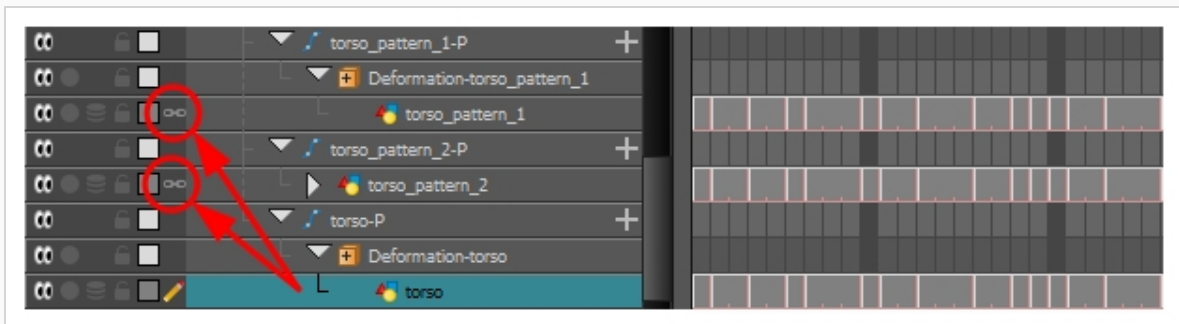 torso_pattern_1-P
Deformation-torso_pattern_1
torso_pattern_1
torso_pattern_2-P
torso_pattern_2
torso-P
Deformation-torso
torso